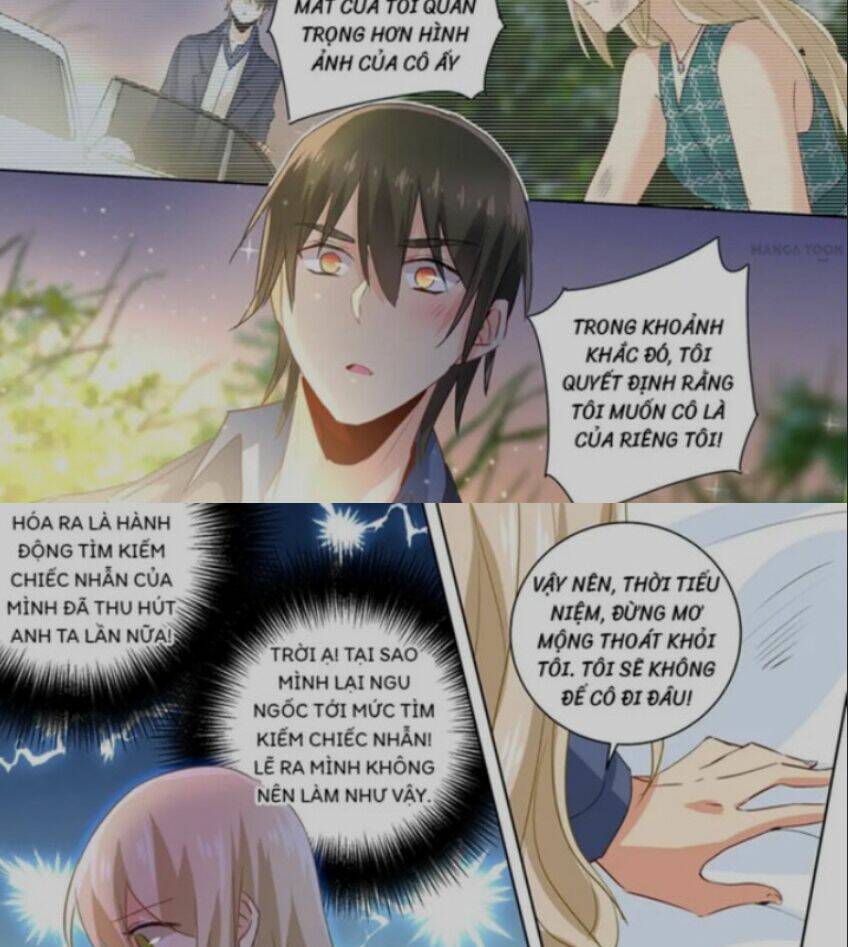 MẮT CỦA TÔI QUAN
TRỌNG HƠN HÌNH
ẢNH CỦA CÔ ẤY
MANGA TOON
TRONG KHOẢNH
KHẮC ĐÓ, TÔI
QUYẾT ĐỊNH RẰNG
TÔI MUỐN CÔ LÀ
CỦA RIÊNG TÔI!
HÓA RA LÀ HÀNH
ĐỘNG TÌM KIẾM
CHIẾC NHẪN CỦA
MÌNH ĐÃ THU HÚT
ANH TA LẦN NỮA!
TRỜI Ạ! TẠI SAO
MÌNH LẠI NGU
NGỐC TỚI MỨC TÌM
KIẾM CHIẾC NHẪN!
LẼ RA MÌNH KHÔNG
NÊN LÀM NHƯ VẬY.
VẬY NÊN, THỜI TIỂU
NIỆM, ĐỪNG MƠ
MỘNG THOÁT KHỎI
TÔI. TÔI SẼ KHÔNG
ĐỂ CÔ ĐI ĐÂU!